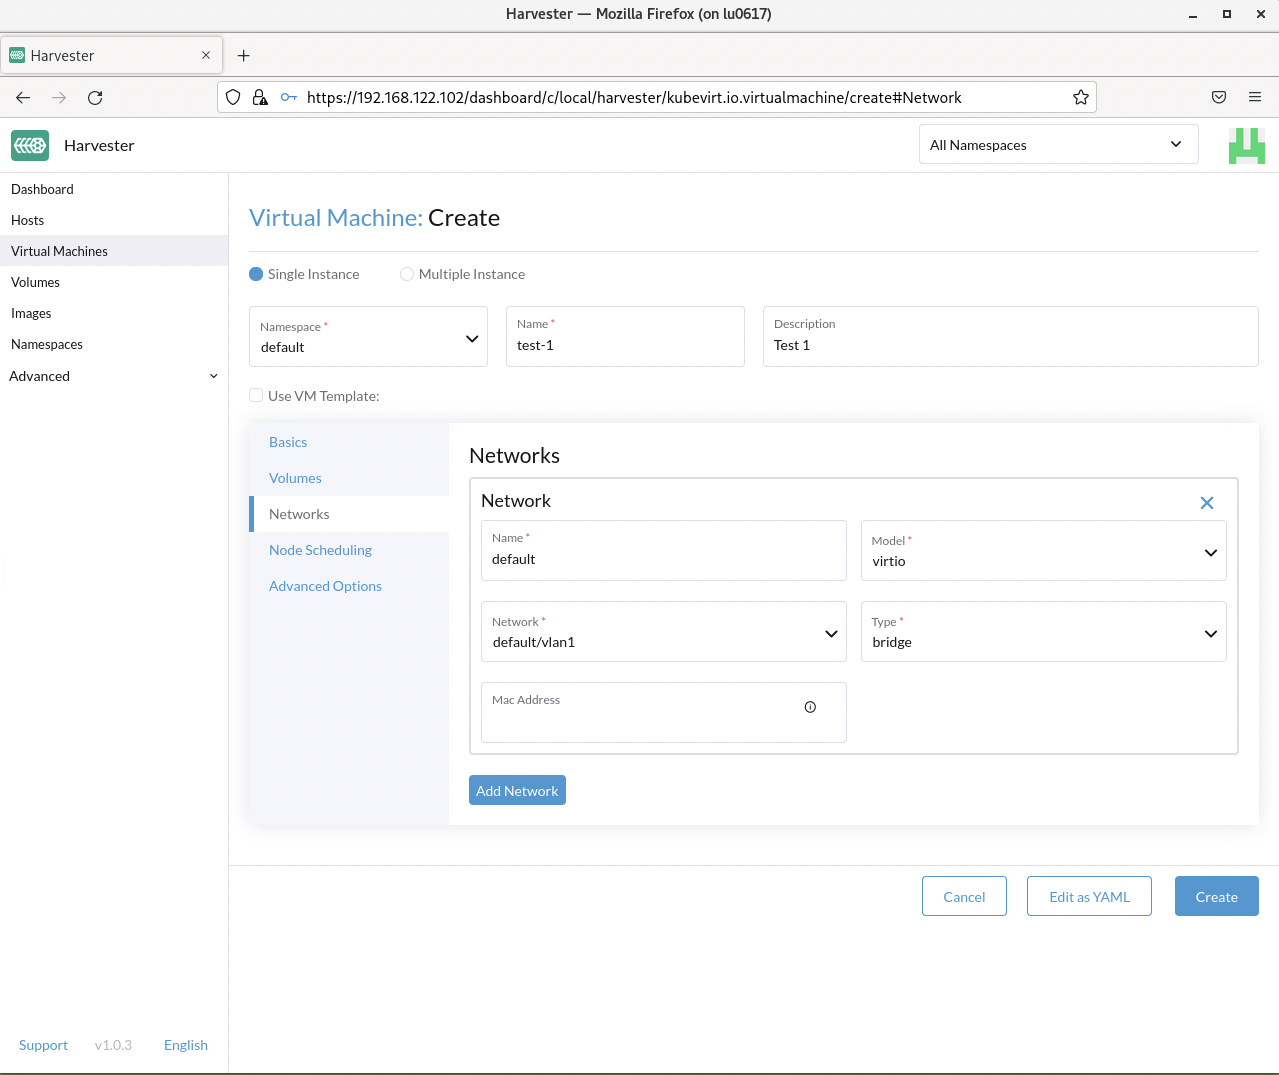 Harvester — Mozilla Firefox (on lu0617)
Harvester
https://192.168.122.102/dashboard/c/local/harvester/kubevirt.io.virtualmachine/create#Network
Harvester
All Namespaces
Dashboard
Hosts
Virtual Machines
Volumes
Images
Namespaces
Advanced
Virtual Machine: Create
Single Instance
Multiple Instance
Namespace *
default
Name *
test-1
Description
Test 1
Use VM Template:
Basics
Volumes
Networks
Node Scheduling
Advanced Options
Networks
Network
Name *
default
Model *
virtio
Network *
default/vlan1
Type *
bridge
Mac Address
Add Network
Cancel
Edit as YAML
Create
Support
v1.0.3
English